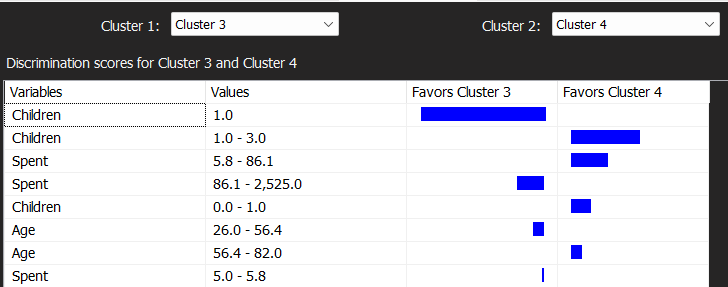 Cluster 1: Cluster 3 Cluster 2: Cluster 4
Discrimination scores for Cluster 3 and Cluster 4
Variables Values Favors Cluster 3 Favors Cluster 4
Children 1.0
Children 1.0 - 3.0
Spent 5.8 - 86.1
Spent 86.1 - 2,525.0
Children 0.0 - 1.0
Age 26.0 - 56.4
Age 56.4 - 82.0
Spent 5.0 - 5.8